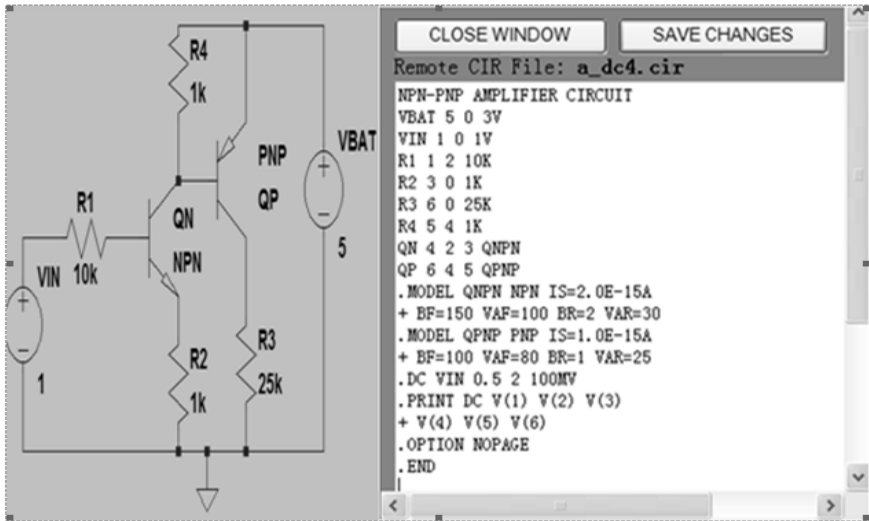 R4
1k
PNP
QP
VBAT
+
−
5
R1
10k
QN
NPN
VIN
+
−
1
R2
1k
R3
25k
CLOSE WINDOW
SAVE CHANGES
Remote CIR File: a_dc4.cir
NPN-PNP AMPLIFIER CIRCUIT
VBAT 5 0 3V
VIN 1 0 1V
R1 1 2 10K
R2 3 0 1K
R3 6 0 25K
R4 5 4 1K
QN 4 2 3 QNPN
QP 6 4 5 QPNP
.MODEL QNPN NPN IS=2.0E-15A
+ BF=150 VAF=100 BR=2 VAR=30
.MODEL QPNP PNP IS=1.0E-15A
+ BF=100 VAF=80 BR=1 VAR=25
.DC VIN 0.5 2 100MV
.PRINT DC V(1) V(2) V(3)
+ V(4) V(5) V(6)
.OPTION NOPAGE
.END